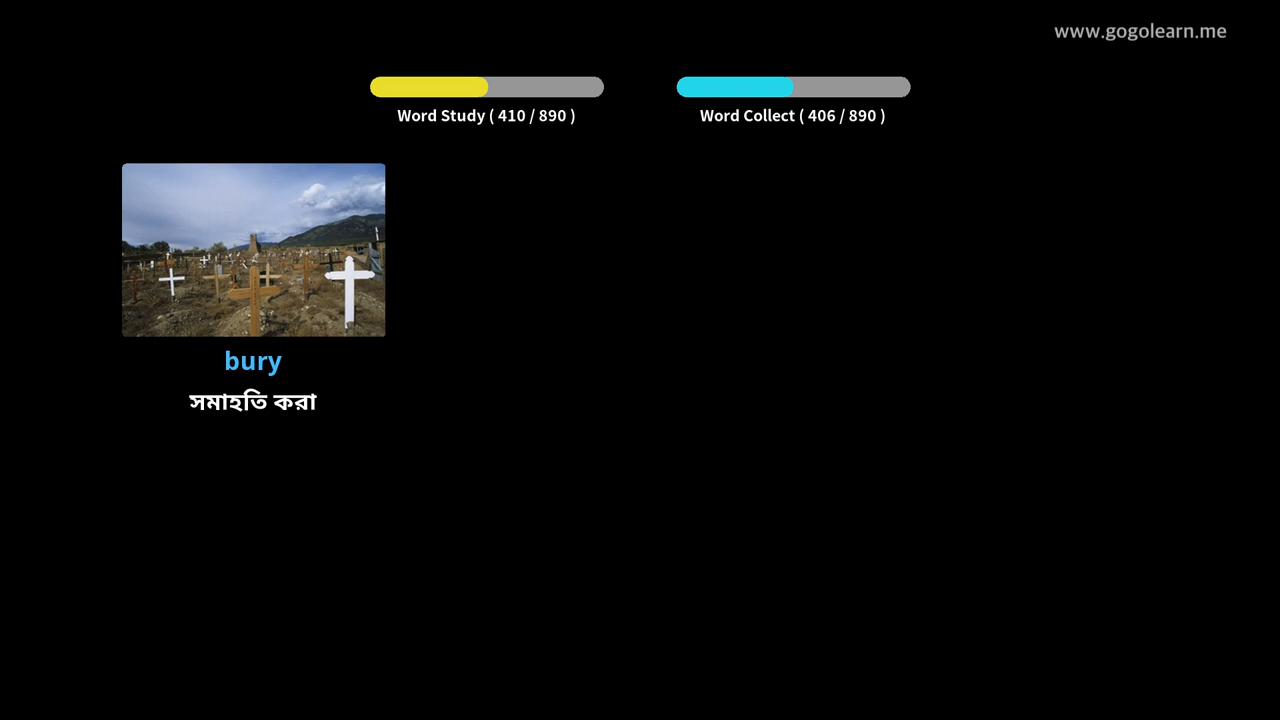 www.gogolearn.me
Word Study ( 410 / 890 )
Word Collect ( 406 / 890 )
bury
সমাহতি করা